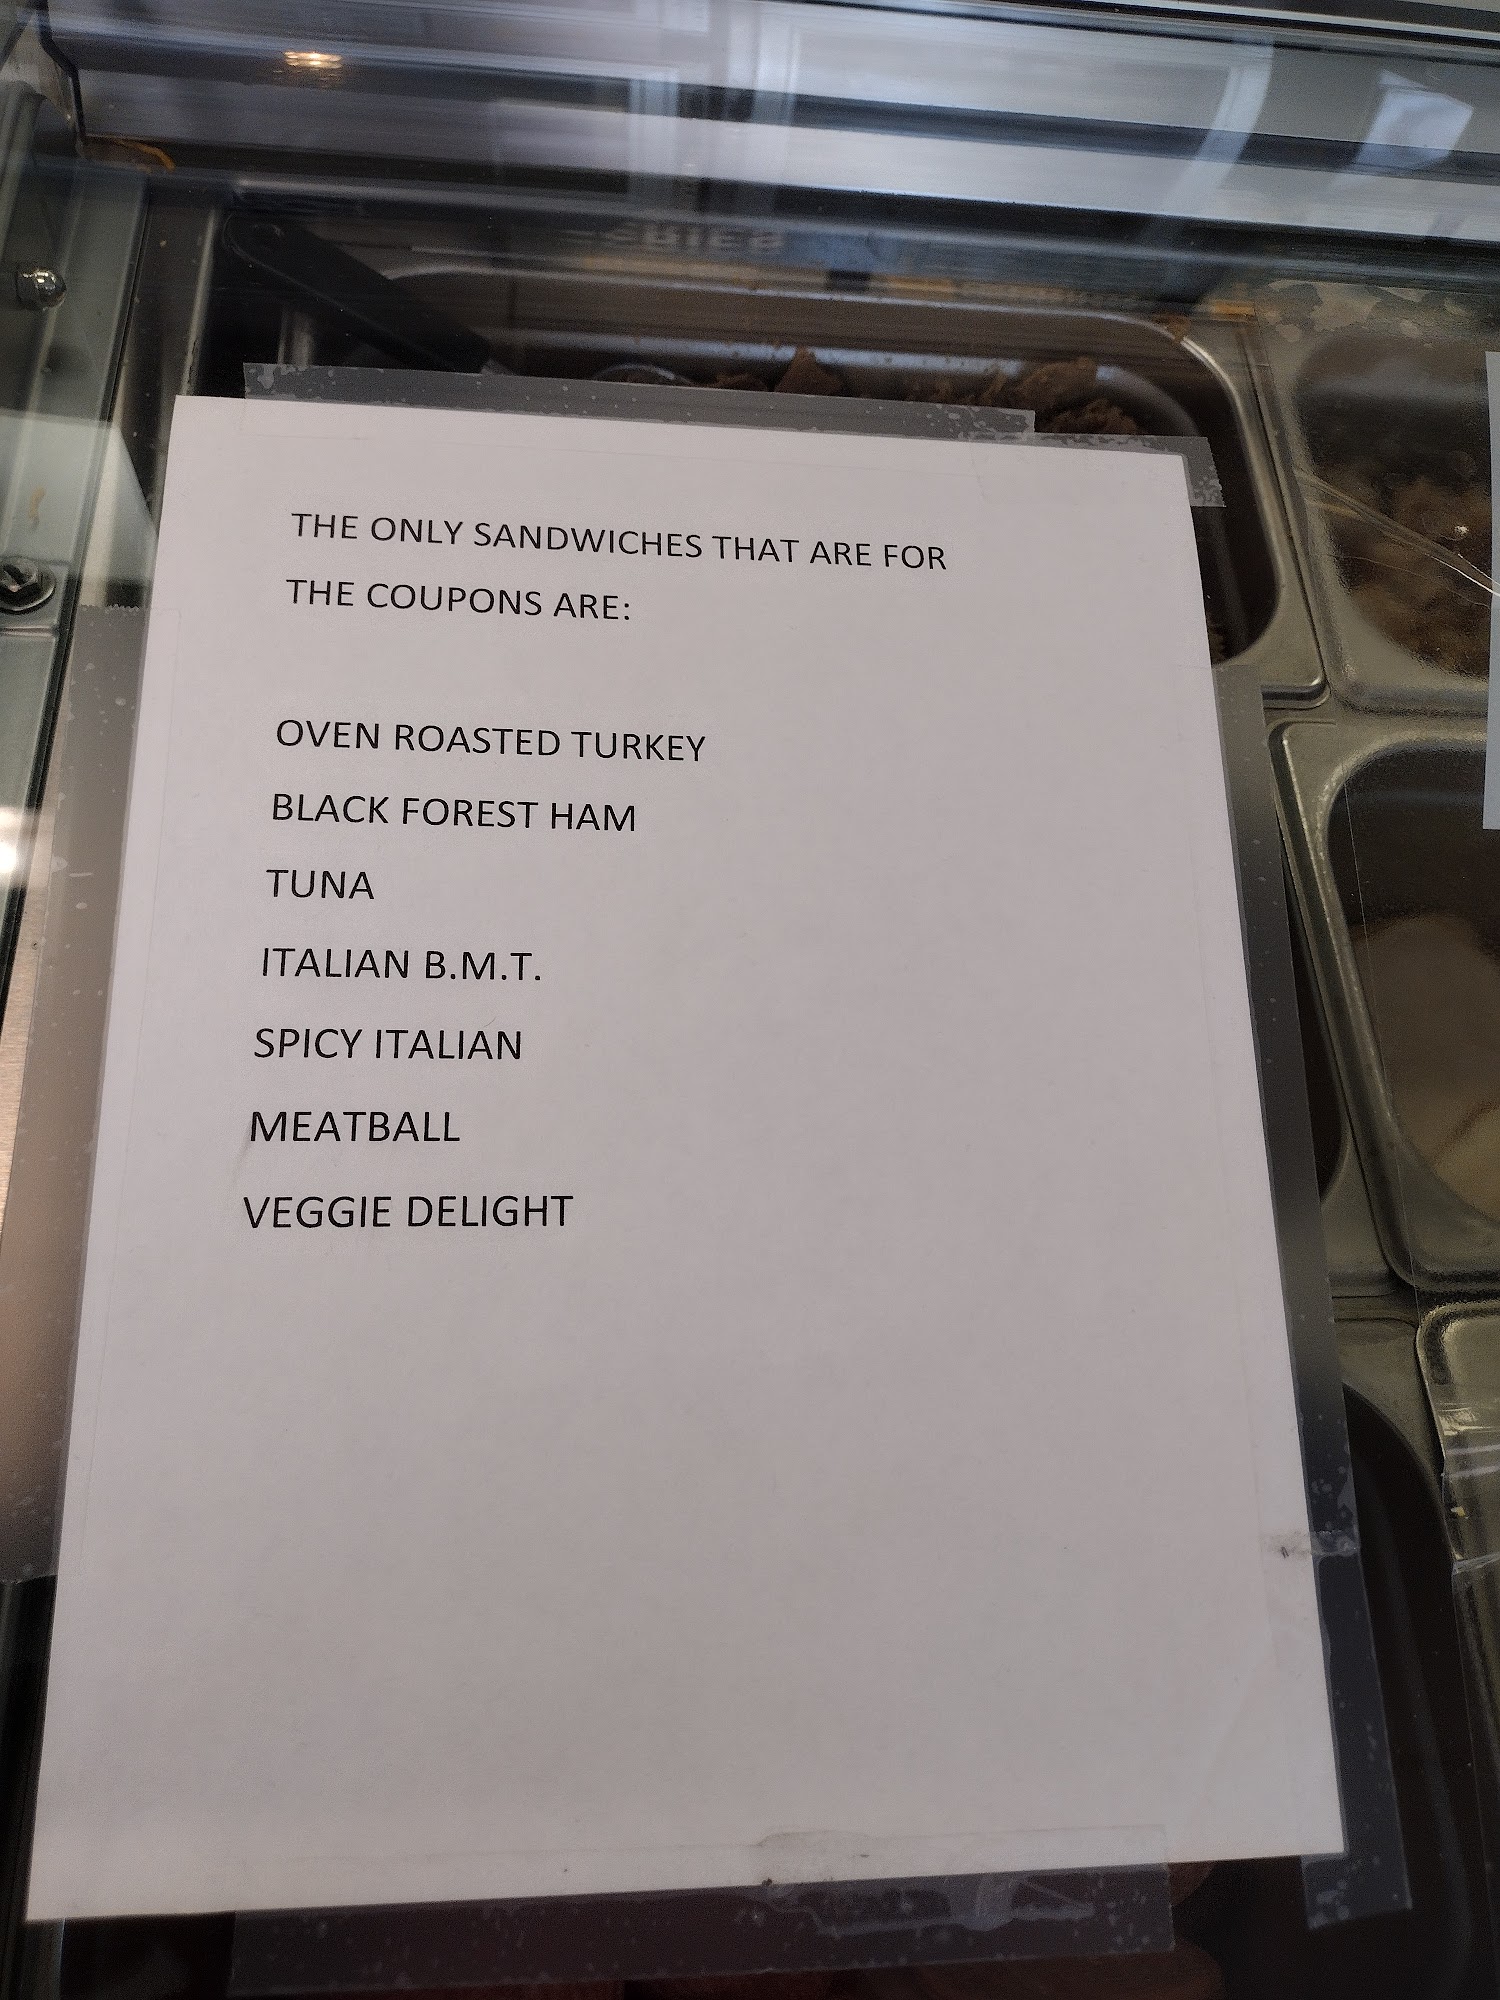 THE ONLY SANDWICHES THAT ARE FOR
THE COUPONS ARE:
OVEN ROASTED TURKEY
BLACK FOREST HAM
TUNA
ITALIAN B.M.T.
SPICY ITALIAN
MEATBALL
VEGGIE DELIGHT